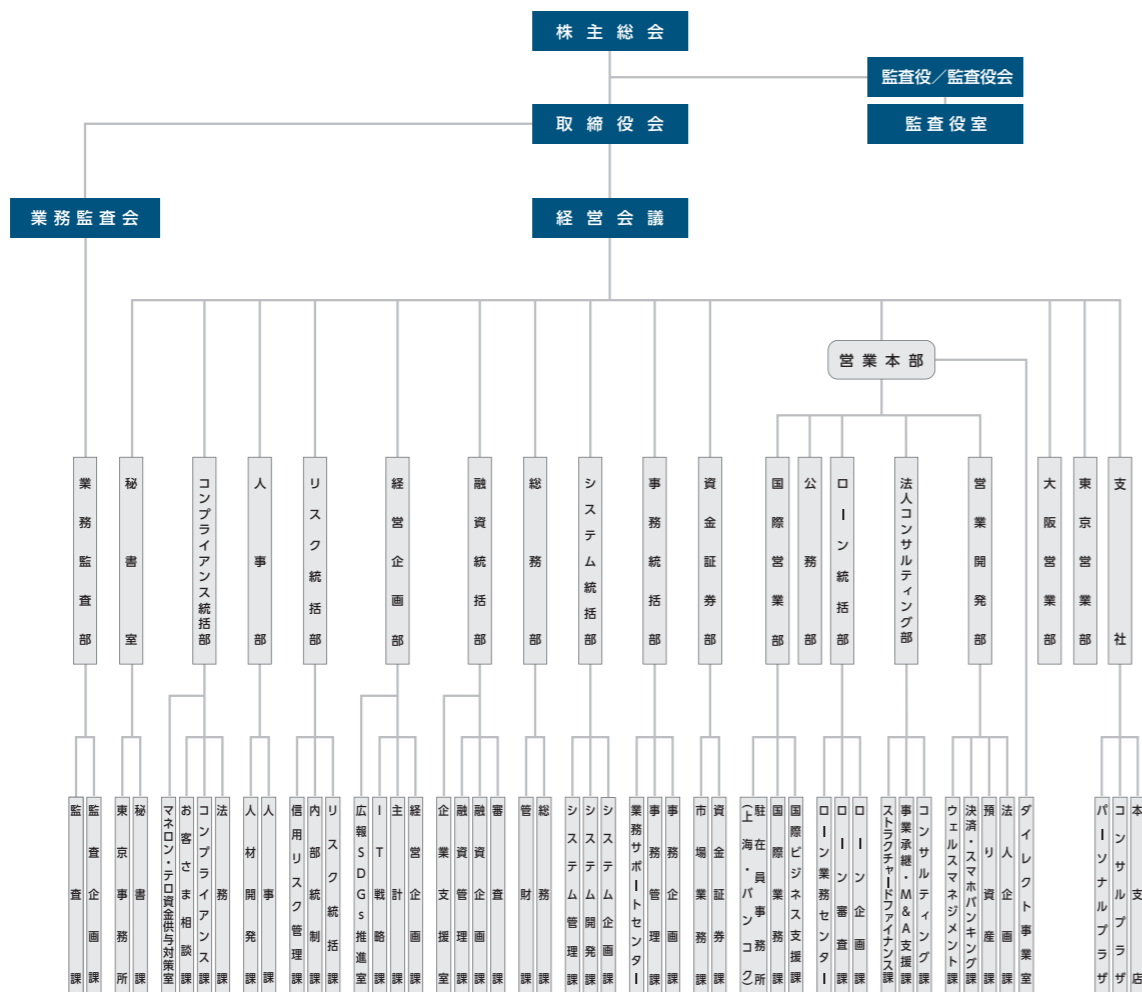 株主総会
監査役／監査役会
取締役会
監査役室
業務監査会
経営会議
営業本部
業務監査部
秘書室
コンプライアンス統括部
人事部
リスク統括部
経営企画部
融資統括部
総務部
システム統括部
事務統括部
資金証券部
国際営業部
公務部
ローン統括部
法人コンサルティング部
営業開発部
大阪営業部
東京営業部
支社
監査課
監査企画課
東京事務所
秘書課
マネロン・テロ資金供与対策室
お客さま相談課
コンプライアンス課
法務課
人材開発課
人事課
信用リスク管理課
内部統制課
リスク統括課
広報SDGs推進室
IT戦略課
主計課
経営企画課
企業支援室
融資管理課
融資企画課
審査課
管財課
総務課
システム管理課
システム開発課
システム企画課
業務サポートセンター
事務管理課
事務企画課
市場業務課
資金証券課
駐在員事務所
（上海・バンコク）
国際業務課
国際ビジネス支援課
ローン業務センター
ローン審査課
ローン企画課
ストラクチャードファイナンス課
事業承継・M&A支援課
コンサルティング課
ウェルスマネジメント課
決済・スマホバンキング課
預り資産課
法人企画課
ダイレクト事業室
パーソナルプラザ
コンサルプラザ
本支店